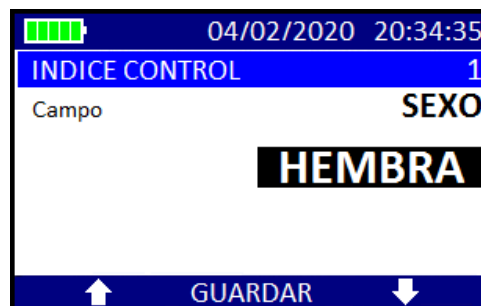 04/02/2020 20:34:35
INDICE CONTROL 1
Campo SEXO
HEMBRA
GUARDAR